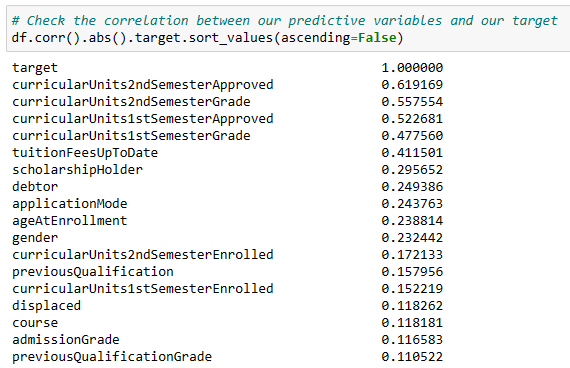 # Check the correlation between our predictive variables and our target
df.corr().abs().target.sort_values(ascending=False)
target 1.000000
curricularUnits2ndSemesterApproved 0.619169
curricularUnits2ndSemesterGrade 0.557554
curricularUnits1stSemesterApproved 0.522681
curricularUnits1stSemesterGrade 0.477560
tuitionFeesUpToDate 0.411501
scholarshipHolder 0.295652
debtor 0.249386
applicationMode 0.243763
ageAtEnrollment 0.238814
gender 0.232442
curricularUnits2ndSemesterEnrolled 0.172133
previousQualification 0.157956
curricularUnits1stSemesterEnrolled 0.152219
displaced 0.118262
course 0.118181
admissionGrade 0.116583
previousQualificationGrade 0.110522